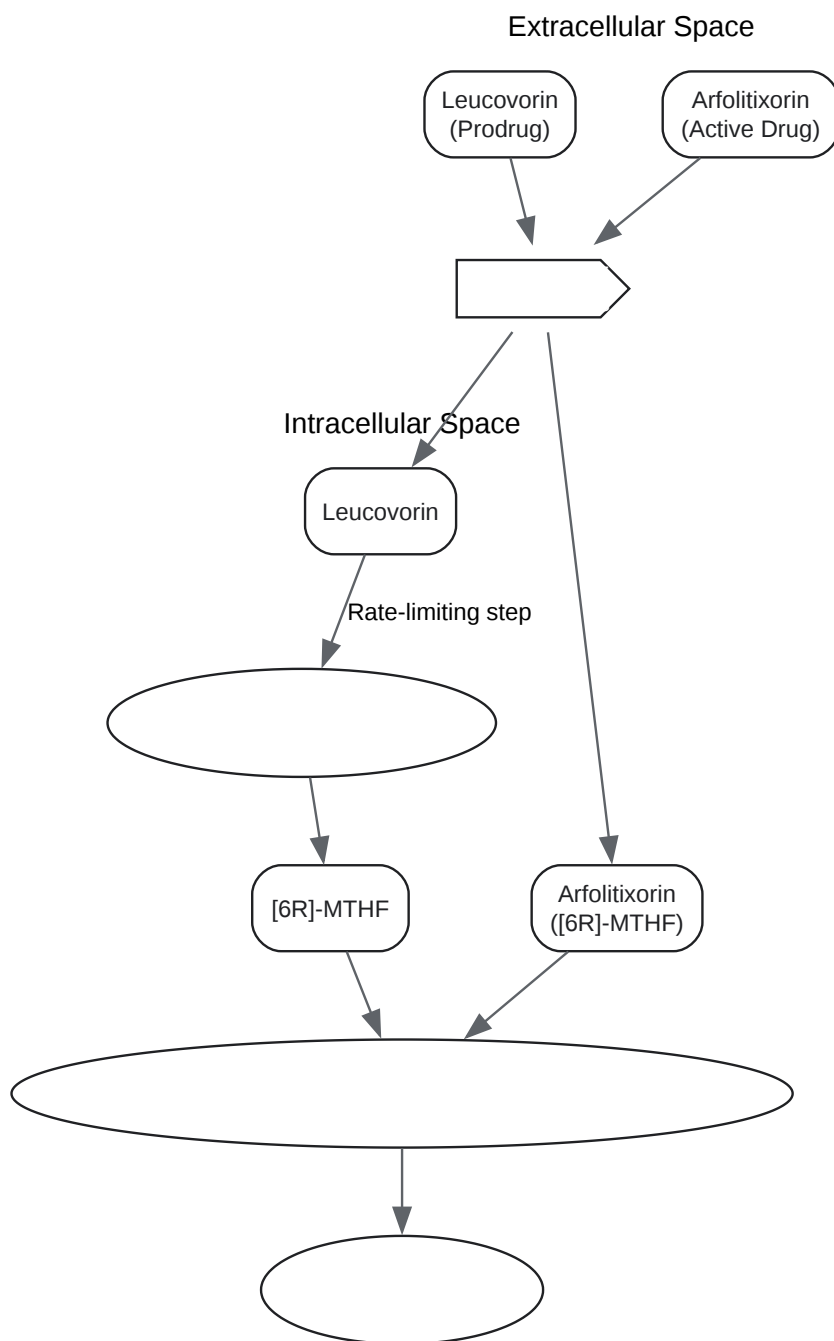 Extracellular Space
Leucovorin
(Prodrug)
Arfolitixorin
(Active Drug)
Intracellular Space
Leucovorin
Rate-limiting step
[6R]-MTHF
Arfolitixorin
([6R]-MTHF)